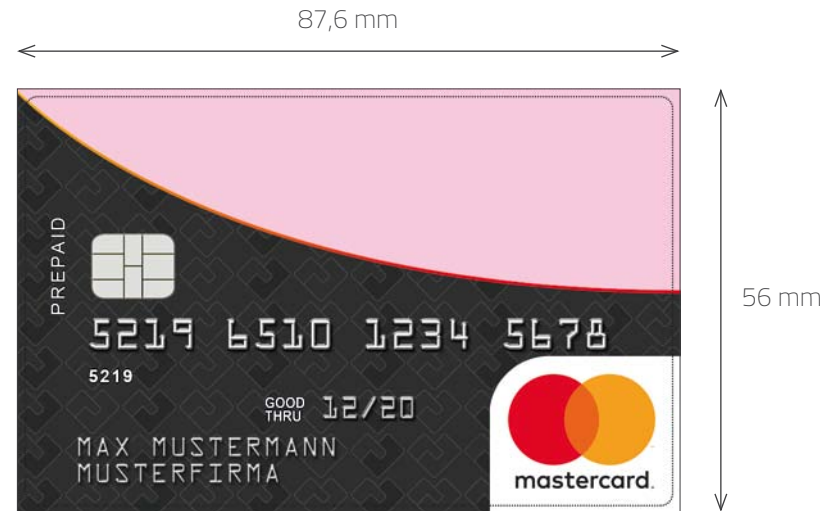 87,6 mm
56 mm
PREPAID
5219 6510 1234 5678
5219
GOOD
THRU 12/20
MAX MUSTERMANN
MUSTERFIRMA
mastercard.